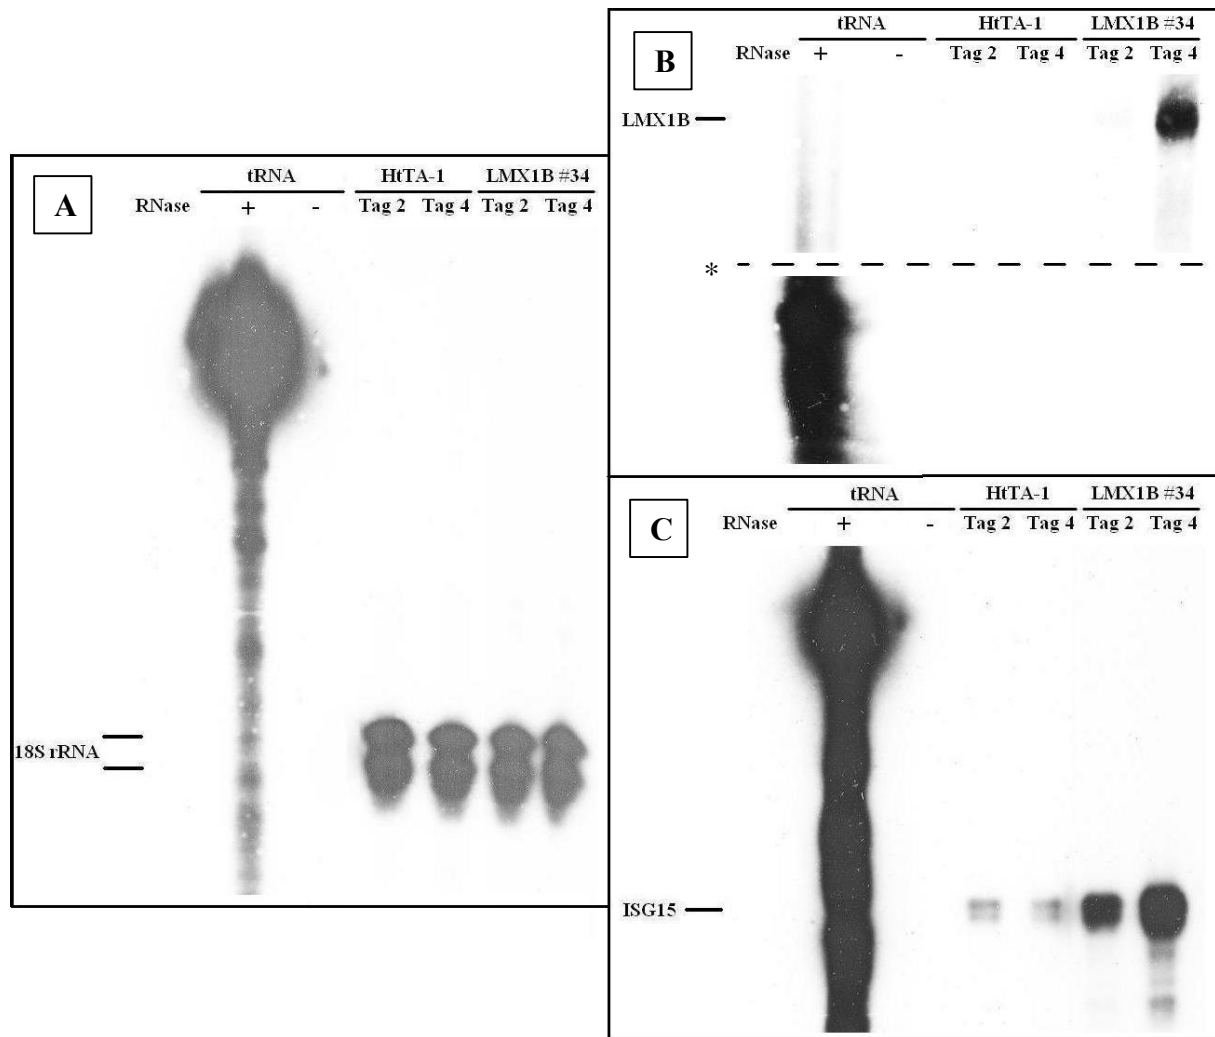 A
tRNA HtTA-1 LMX1B #34
RNase + - Tag 2 Tag 4 Tag 2 Tag 4
18S rRNA
B
tRNA HtTA-1 LMX1B #34
RNase + - Tag 2 Tag 4 Tag 2 Tag 4
LMX1B
*
C
tRNA HtTA-1 LMX1B #34
RNase + - Tag 2 Tag 4 Tag 2 Tag 4
ISG15